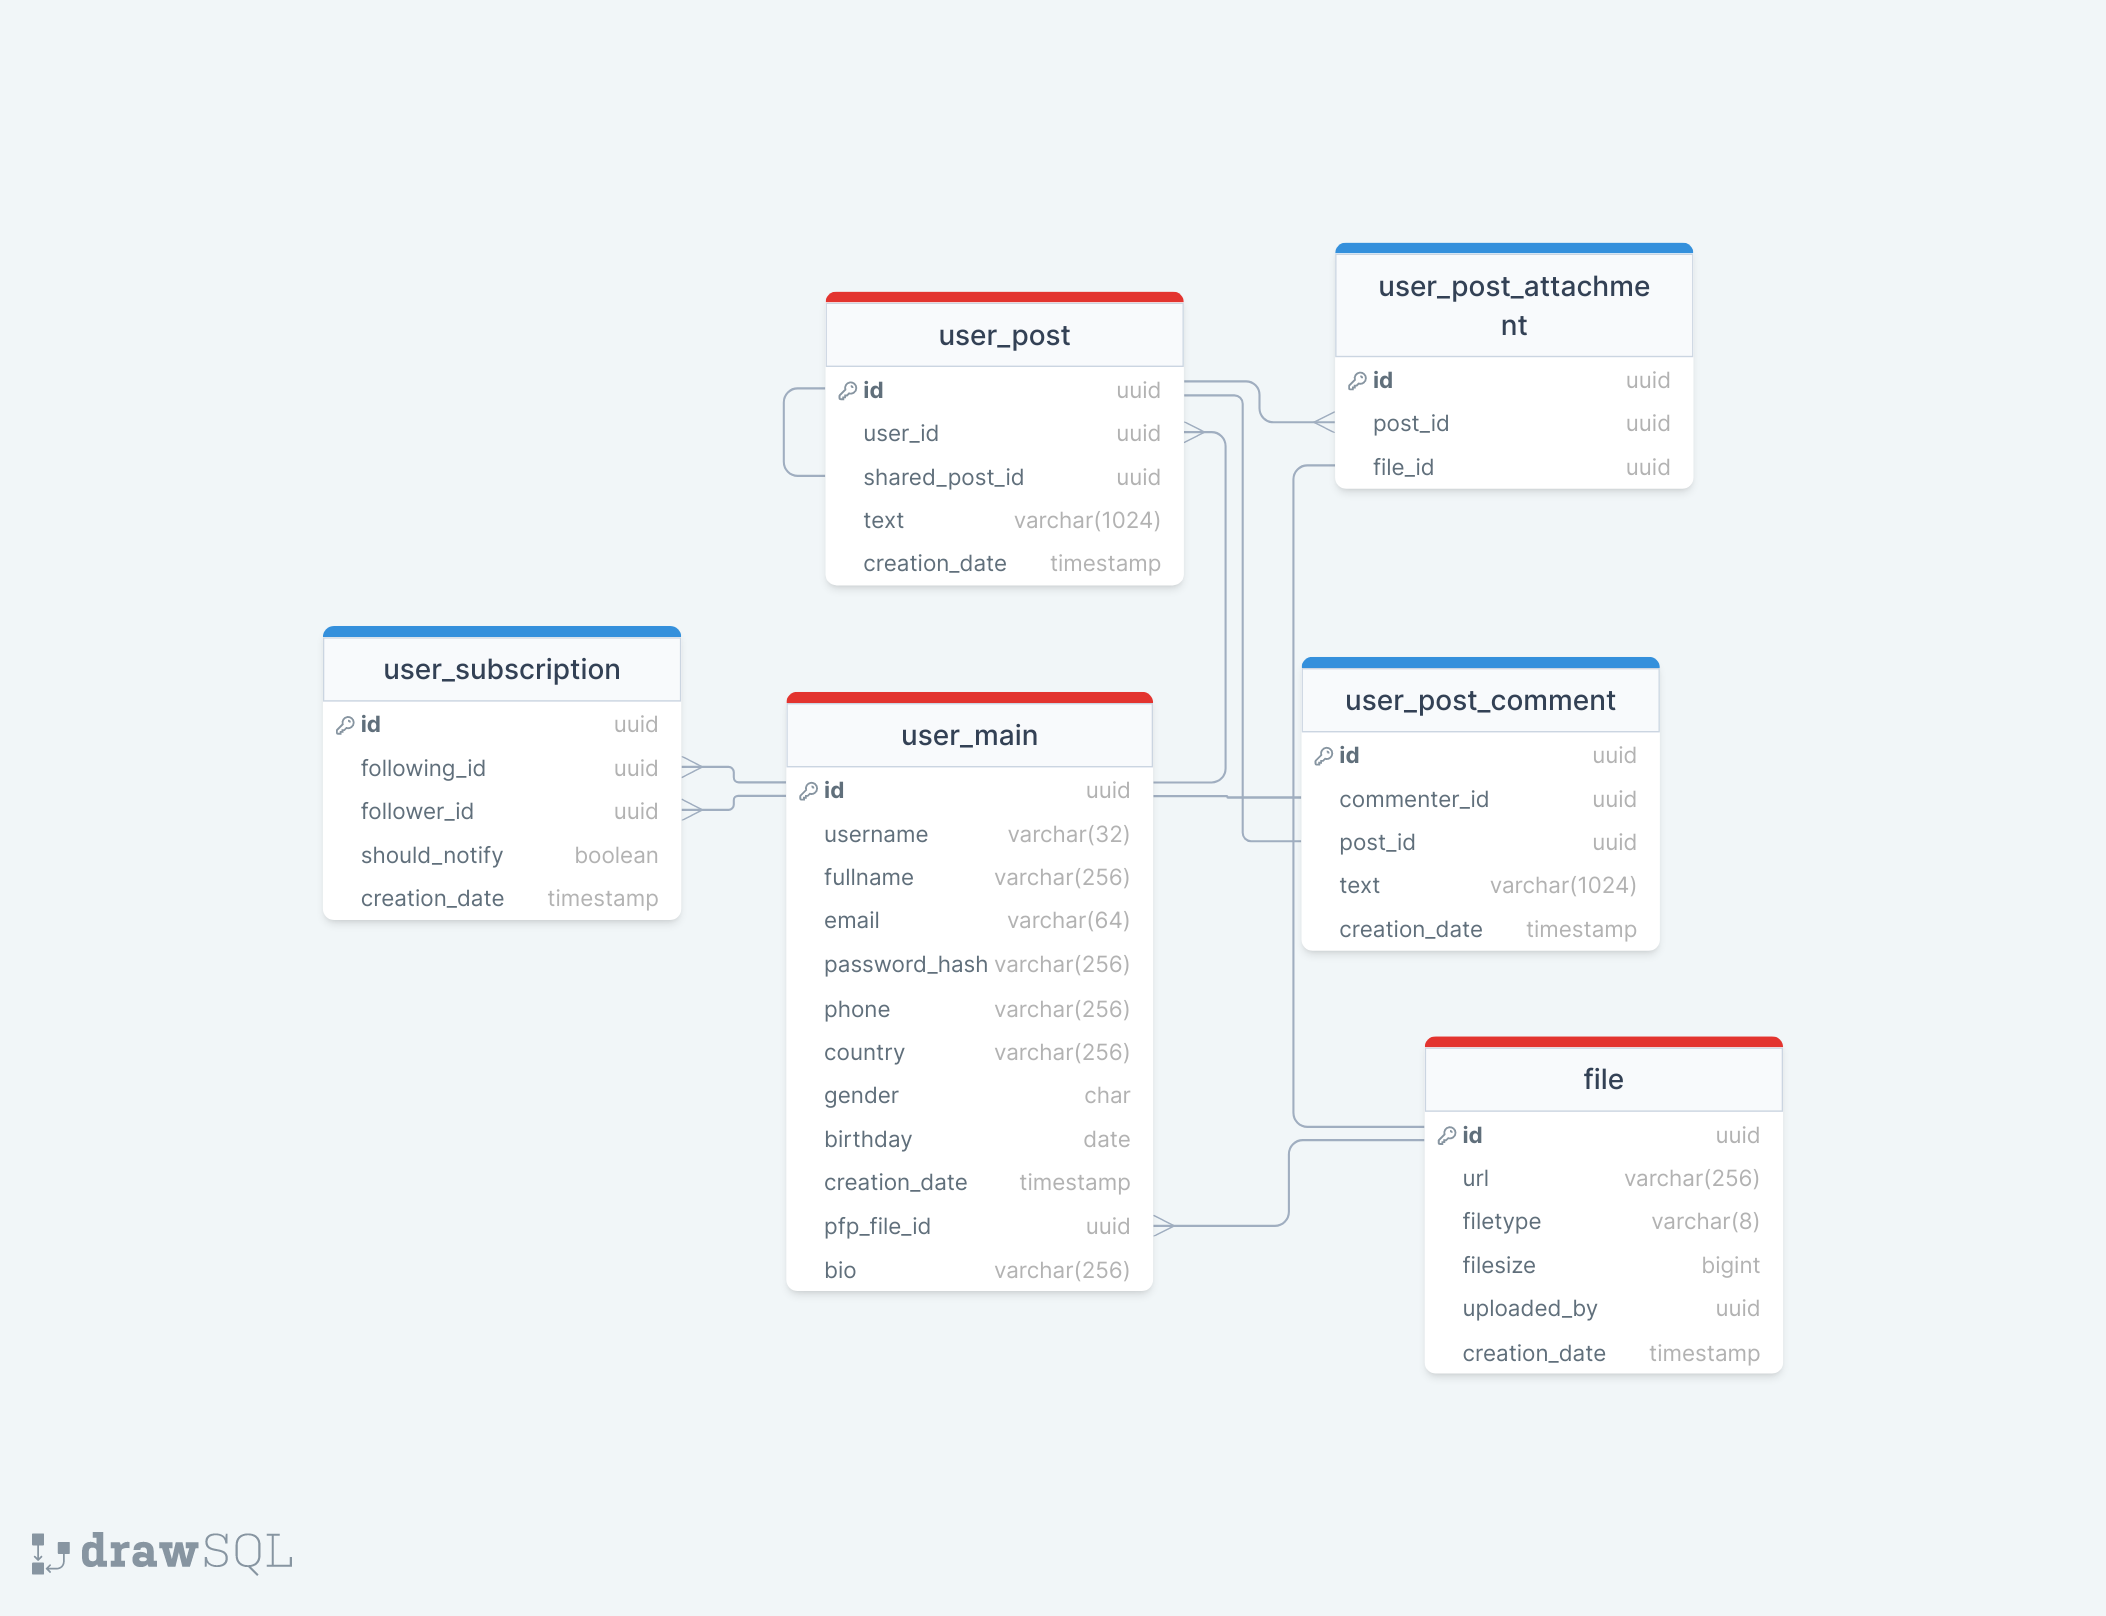 user_post
id uuid
user_id uuid
shared_post_id uuid
text varchar(1024)
creation_date timestamp
user_post_attachme
nt
id uuid
post_id uuid
file_id uuid
user_subscription
id uuid
following_id uuid
follower_id uuid
should_notify boolean
creation_date timestamp
user_main
id uuid
username varchar(32)
fullname varchar(256)
email varchar(64)
password_hash varchar(256)
phone varchar(256)
country varchar(256)
gender char
birthday date
creation_date timestamp
pfp_file_id uuid
bio varchar(256)
user_post_comment
id uuid
commenter_id uuid
post_id uuid
text varchar(1024)
creation_date timestamp
file
id uuid
url varchar(256)
filetype varchar(8)
filesize bigint
uploaded_by uuid
creation_date timestamp
drawSQL